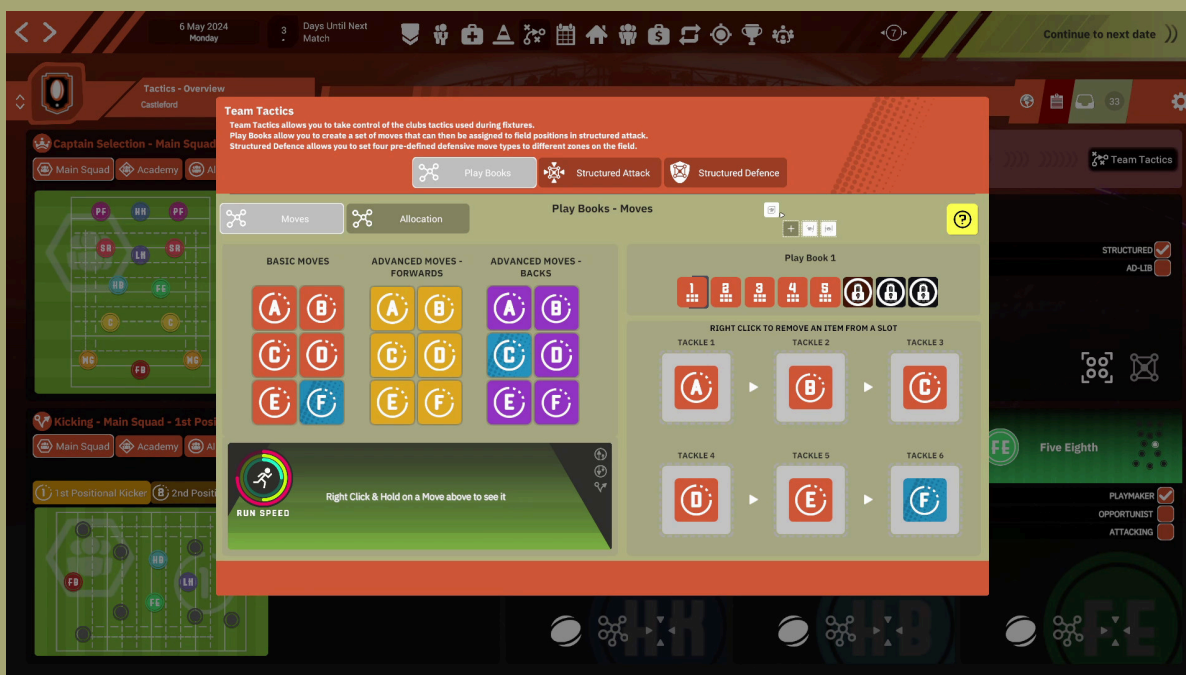 6 May 2024
Monday
3
Days Until Next
Match
7
Continue to next date
Tactics - Overview
Castleford
33
Team Tactics
Team Tactics allows you to take control of the clubs tactics used during fixtures.
Play Books allow you to create a set of moves that can then be assigned to field positions in structured attack.
Structured Defence allows you to set four pre-defined defensive move types to different zones on the field.
Captain Selection - Main Squad
Main Squad
Academy
Al
Play Books
Structured Attack
Structured Defence
Team Tactics
Moves
Allocation
Play Books - Moves
?
PF
HK
PF
SR
LH
SR
HB
FE
C
C
WG
FB
WG
BASIC MOVES
ADVANCED MOVES -
FORWARDS
ADVANCED MOVES -
BACKS
A B A B A B
C D C D C D
E F E F E F
Play Book 1
1 2 3 4 5
RIGHT CLICK TO REMOVE AN ITEM FROM A SLOT
TACKLE 1
TACKLE 2
TACKLE 3
A
B
C
TACKLE 4
TACKLE 5
TACKLE 6
D
E
F
STRUCTURED
AD-LIB
Kicking - Main Squad - 1st Posi
Main Squad
Academy
Al
1 1st Positional Kicker
B 2nd Positi
FB
HB
LH
FE
RUN SPEED
Right Click & Hold on a Move above to see it
FE
Five Eighth
PLAYMAKER
OPPORTUNIST
ATTACKING
HK
HB
FE